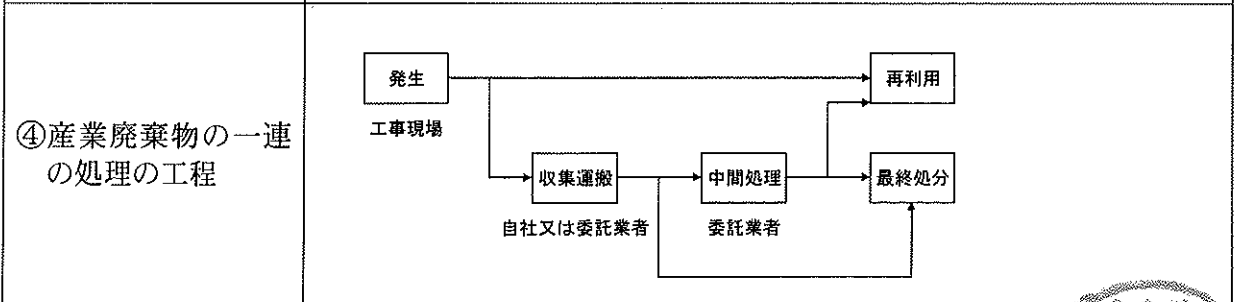 ④産業廃棄物の一連
の処理の工程
発生
再利用
工事現場
収集運搬
中間処理
最終処分
自社又は委託業者
委託業者